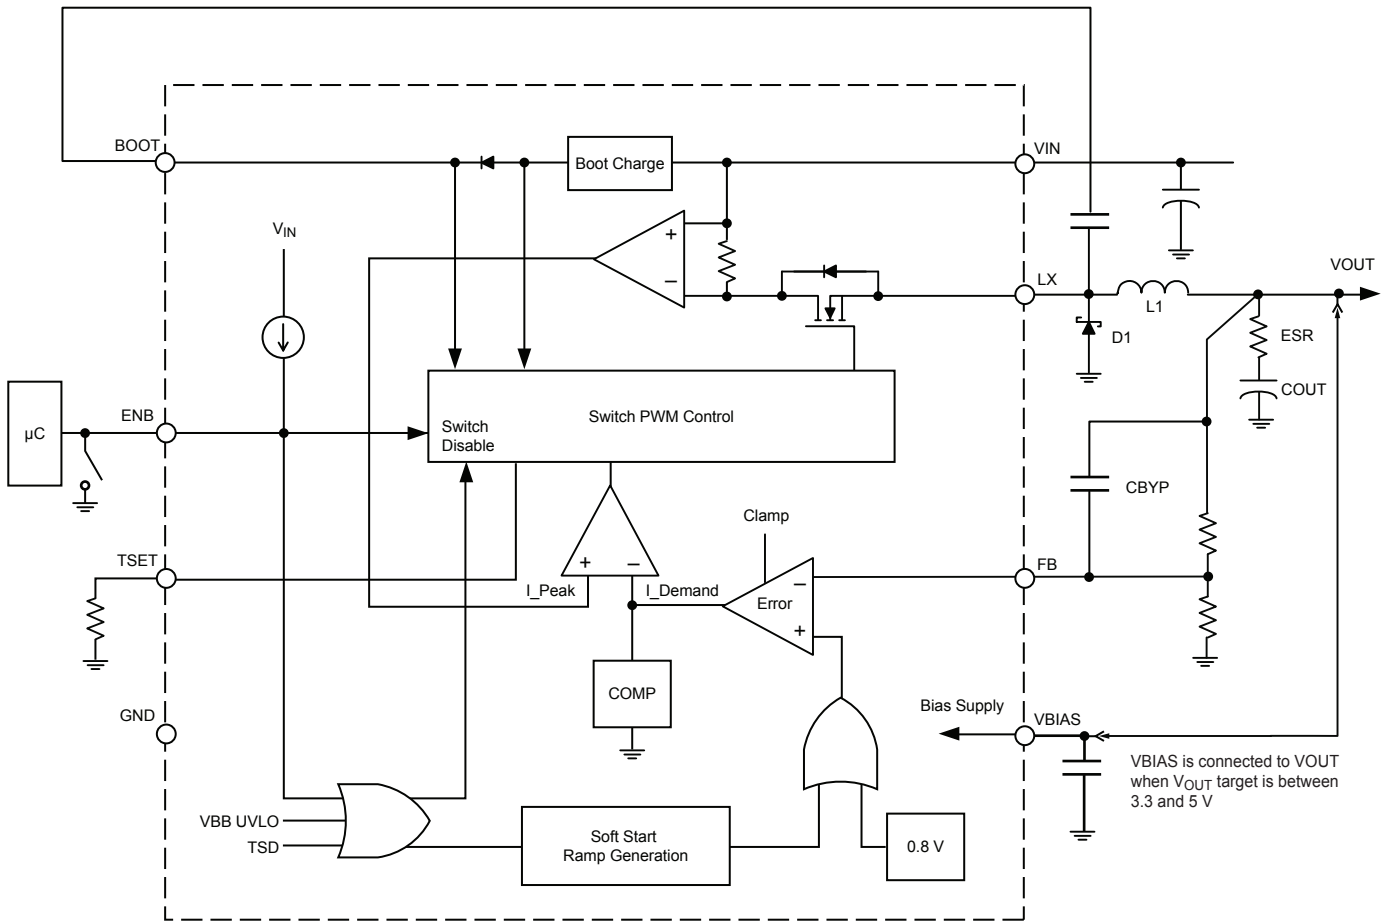 BOOT
Boot Charge
VIN
VIN
+
−
LX
VOUT
L1
D1
ESR
COUT
µC
ENB
Switch
Disable
Switch PWM Control
CBYP
Clamp
TSET
I_Peak
+
−
I_Demand
Error
−
+
FB
COMP
GND
Bias Supply
VBIAS
VBIAS is connected to VOUT
when VOUT target is between
3.3 and 5 V
VBB UVLO
TSD
Soft Start
Ramp Generation
0.8 V